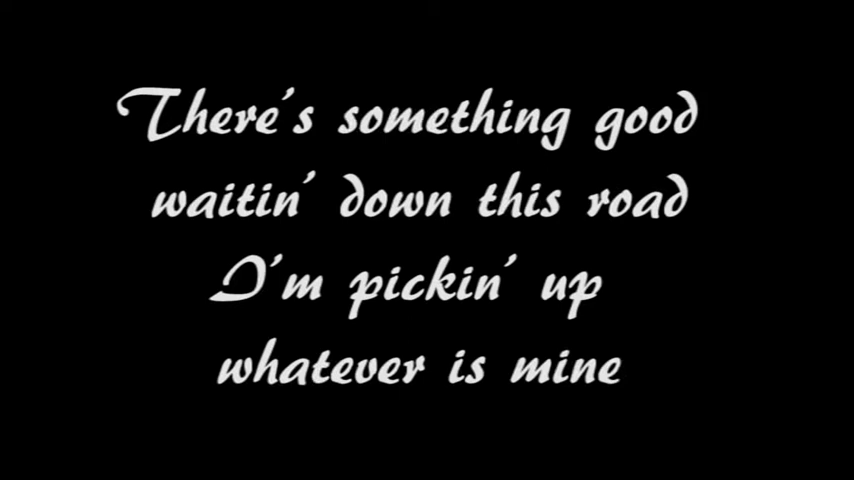 There's something good
waitin' down this road
I'm pickin' up
whatever is mine